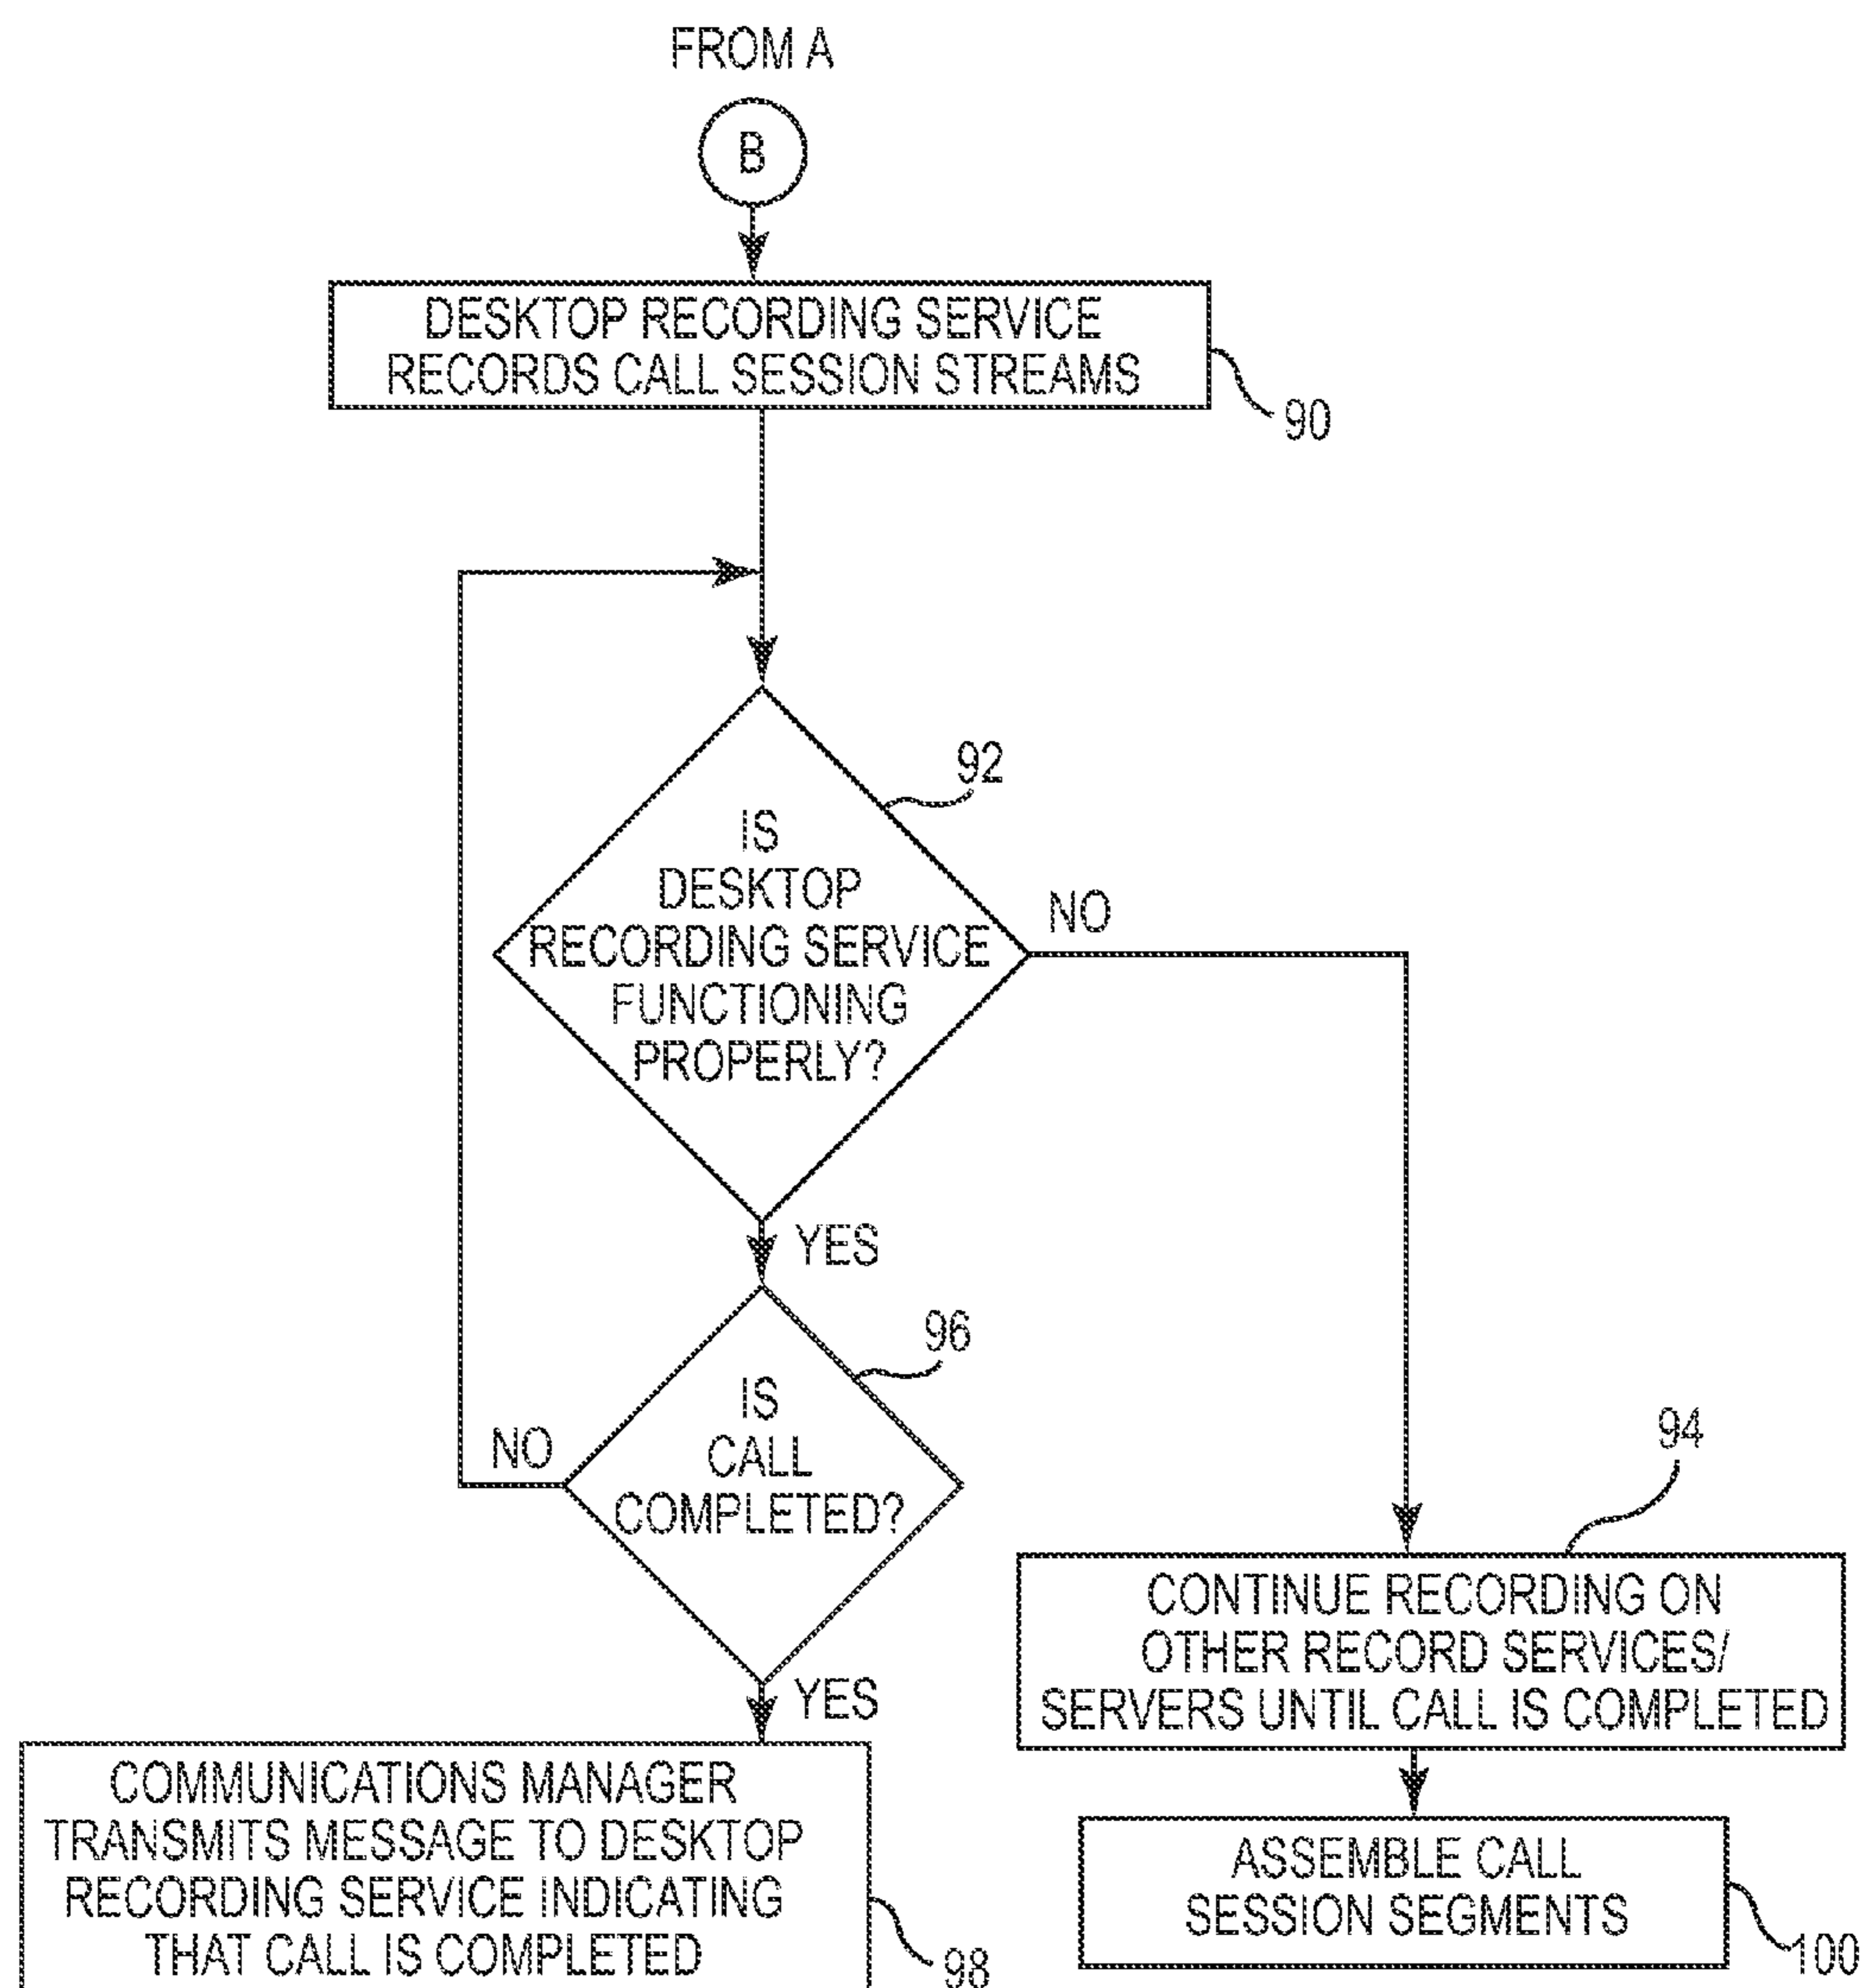 FROM A
B
DESKTOP RECORDING SERVICE
RECORDS CALL SESSION STREAMS
90
92
IS
DESKTOP
RECORDING SERVICE
FUNCTIONING
PROPERLY?
NO
YES
96
IS
CALL
COMPLETED?
NO
YES
94
CONTINUE RECORDING ON
OTHER RECORD SERVICES/
SERVERS UNTIL CALL IS COMPLETED
COMMUNICATIONS MANAGER
TRANSMITS MESSAGE TO DESKTOP
RECORDING SERVICE INDICATING
THAT CALL IS COMPLETED
98
ASSEMBLE CALL
SESSION SEGMENTS
100